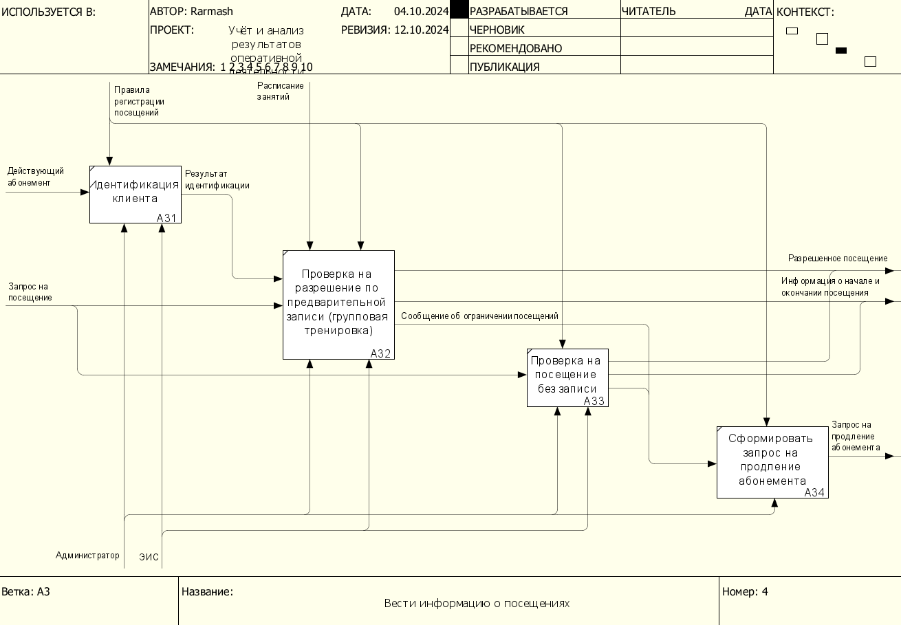 ИСПОЛЬЗУЕТСЯ В:
АВТОР: Rarmash
ДАТА: 04.10.2024
РАЗРАБАТЫВАЕТСЯ
ЧИТАТЕЛЬ
ДАТА
КОНТЕКСТ:
ПРОЕКТ: Учёт и анализ
результатов
оперативной
деятельности
РЕВИЗИЯ: 12.10.2024
ЧЕРНОВИК
РЕКОМЕНДОВАНО
ЗАМЕЧАНИЯ: 1 2 3 4 5 6 7 8 9 10
ПУБЛИКАЦИЯ
Правила
регистрации
посещений
Расписание
занятий
Действующий
абонемент
Идентификация
клиента
A31
Результат
идентификации
Запрос на
посещение
Проверка на
разрешение по
предварительной
записи (групповая
тренировка)
A32
Разрешенное посещение
Информация о начале и
окончании посещения
Сообщение об ограничении посещений
Проверка на
посещение
без записи
A33
Сформировать
запрос на
продление
абонемента
A34
Запрос на
продление
абонемента
Администратор
ЭИС
Ветка: A3
Название:
Вести информацию о посещениях
Номер: 4